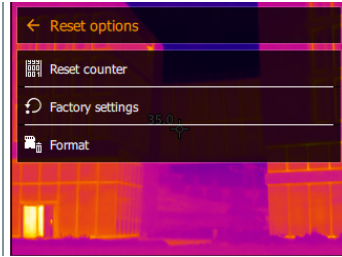 Reset options
Reset counter
Factory settings
35.0
Format